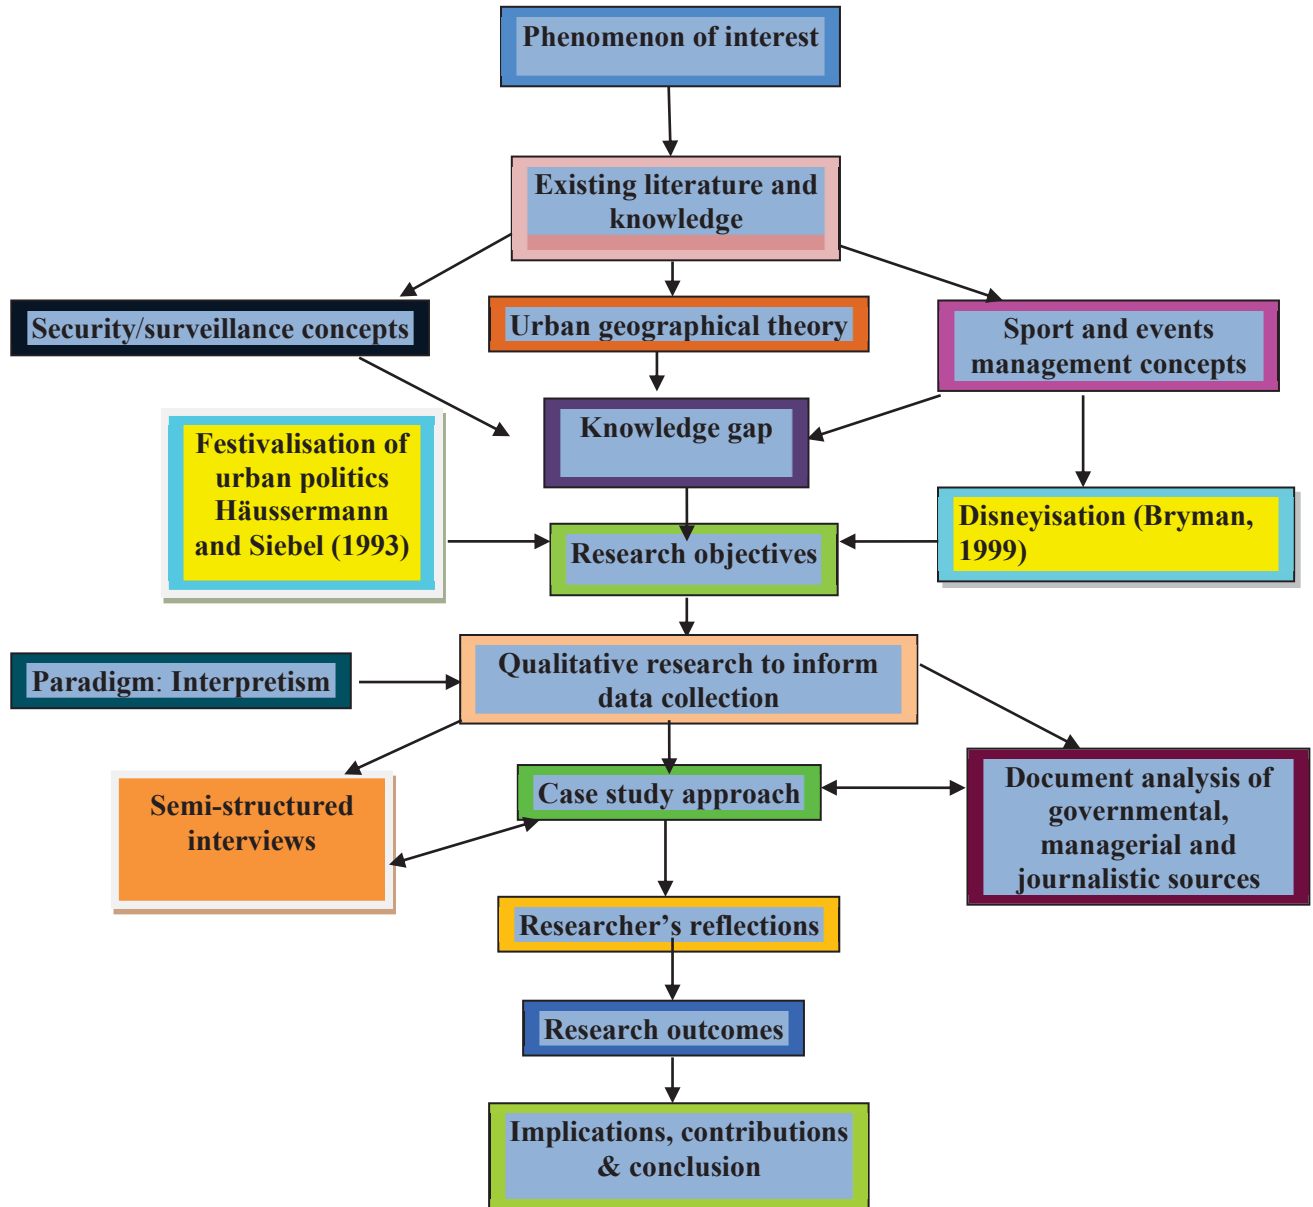 Phenomenon of interest
Existing literature and
knowledge
Security/surveillance concepts
Urban geographical theory
Sport and events
management concepts
Knowledge gap
Festivalisation of
urban politics
Häussermann
and Siebel (1993)
Research objectives
Disneyisation (Bryman,
1999)
Paradigm: Interpretism
Qualitative research to inform
data collection
Semi-structured
interviews
Case study approach
Document analysis of
governmental,
managerial and
journalistic sources
Researcher’s reflections
Research outcomes
Implications, contributions
& conclusion